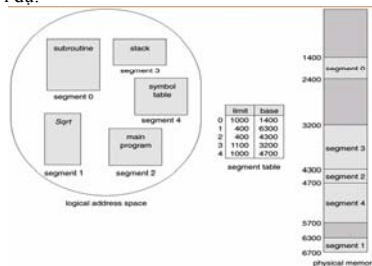 í dụ:
subroutine
stack
segment 3
segment 0
symbol
table
segment 4
Sqrt
main
program
segment 1
segment 2
logical address space
limit base
0 1000 1400
1 400 6300
2 400 4300
3 1100 3200
4 1000 4700
segment table
1400
segment 0
2400
3200
segment 3
4300
segment 2
4700
segment 4
5700
6300
segment 1
6700
physical memor